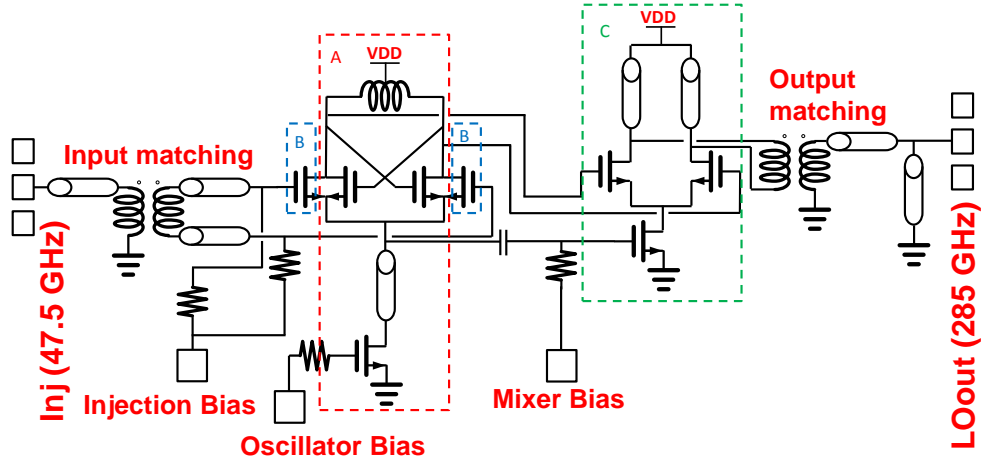 A
VDD
C
VDD
Output
matching
B
B
Input matching
Inj (47.5 GHz)
LOout (285 GHz)
Injection Bias
Mixer Bias
Oscillator Bias